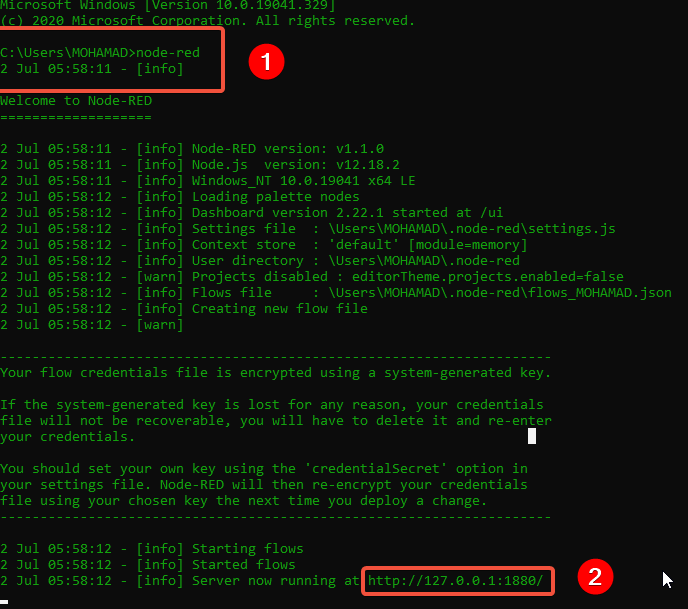 Microsoft Windows [Version 10.0.19041.329]
(c) 2020 Microsoft Corporation. All rights reserved.
C:\Users\MOHAMAD>node-red
2 Jul 05:58:11 - [info]
1
Welcome to Node-RED
===================
2 Jul 05:58:11 - [info] Node-RED version: v1.1.0
2 Jul 05:58:11 - [info] Node.js  version: v12.18.2
2 Jul 05:58:11 - [info] Windows_NT 10.0.19041 x64 LE
2 Jul 05:58:12 - [info] Loading palette nodes
2 Jul 05:58:12 - [info] Dashboard version 2.22.1 started at /ui
2 Jul 05:58:12 - [info] Settings file  : \Users\MOHAMAD\.node-red\settings.js
2 Jul 05:58:12 - [info] Context store  : 'default' [module=memory]
2 Jul 05:58:12 - [info] User directory : \Users\MOHAMAD\.node-red
2 Jul 05:58:12 - [warn] Projects disabled : editorTheme.projects.enabled=false
2 Jul 05:58:12 - [info] Flows file     : \Users\MOHAMAD\.node-red\flows_MOHAMAD.json
2 Jul 05:58:12 - [info] Creating new flow file
2 Jul 05:58:12 - [warn]
---------------------------------------------------------------------
Your flow credentials file is encrypted using a system-generated key.
If the system-generated key is lost for any reason, your credentials
file will not be recoverable, you will have to delete it and re-enter
your credentials.
You should set your own key using the 'credentialSecret' option in
your settings file. Node-RED will then re-encrypt your credentials
file using your chosen key the next time you deploy a change.
---------------------------------------------------------------------
2 Jul 05:58:12 - [info] Starting flows
2 Jul 05:58:12 - [info] Started flows
2 Jul 05:58:12 - [info] Server now running at http://127.0.0.1:1880/
2